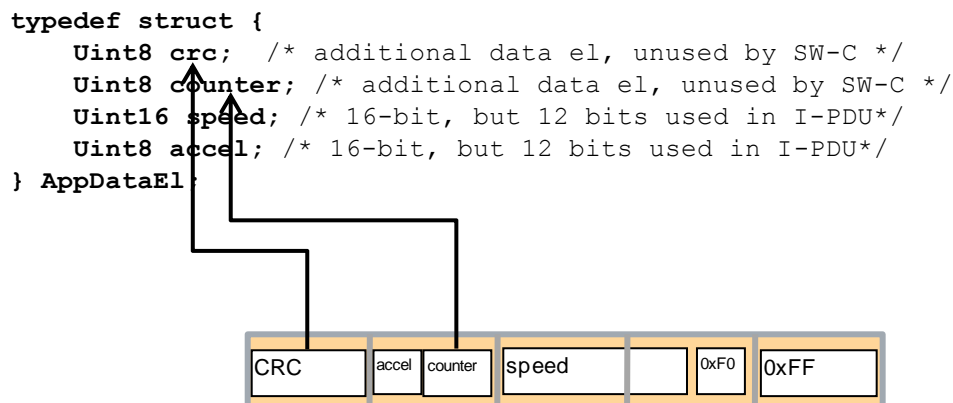 typedef struct {
    Uint8 crc;  /* additional data el, unused by SW-C */
    Uint8 counter; /* additional data el, unused by SW-C */
    Uint16 speed; /* 16-bit, but 12 bits used in I-PDU*/
    Uint8 accel; /* 16-bit, but 12 bits used in I-PDU*/
} AppDataEl;
CRC accel counter speed 0xF0 0xFF